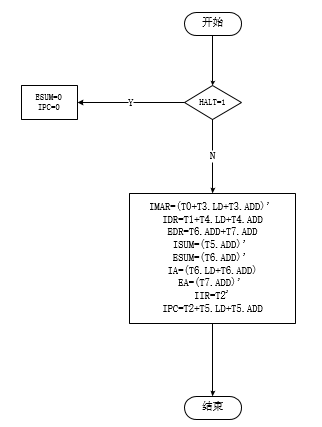 开始
HALT=1
Y
ESUM=0
IPC=0
N
IMAR=(T0+T3.LD+T3.ADD)'
IDR=T1+T4.LD+T4.ADD
EDR=T6.ADD+T7.ADD
ISUM=(T5.ADD)'
ESUM=(T6.ADD)'
IA=(T6.LD+T6.ADD)
EA=(T7.ADD)'
IIR=T2'
IPC=T2+T5.LD+T5.ADD
结束